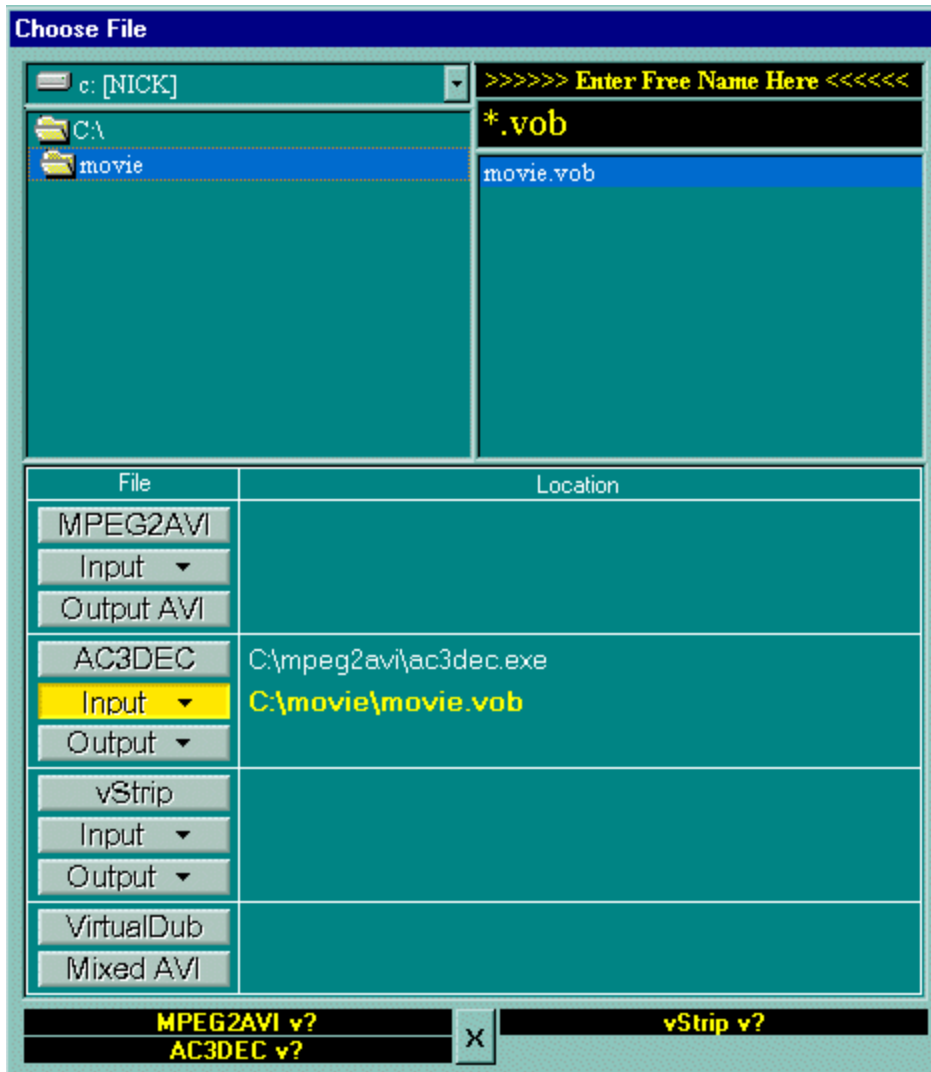 Choose File
c: [NICK]
>>>>>> Enter Free Name Here <<<<<<
*.vob
C:\
movie
movie.vob
File Location
MPEG2AVI
Input
Output AVI
AC3DEC C:\mpeg2avi\ac3dec.exe
Input C:\movie\movie.vob
Output
vStrip
Input
Output
VirtualDub
Mixed AVI
MPEG2AVI v? X vStrip v?
AC3DEC v?